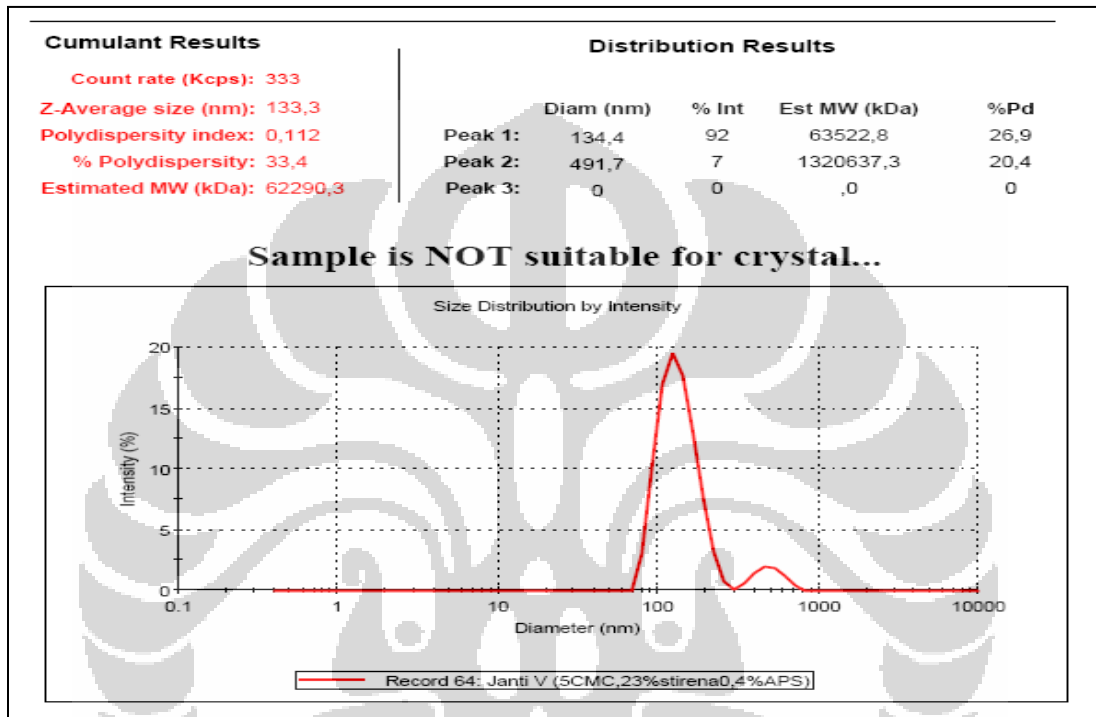 Cumulant Results
Count rate (Kcps): 333
Z-Average size (nm): 133,3
Polydispersity index: 0,112
% Polydispersity: 33,4
Estimated MW (kDa): 62290,3
Distribution Results
Diam (nm) % Int Est MW (kDa) %Pd
Peak 1: 134,4 92 63522,8 26,9
Peak 2: 491,7 7 1320637,3 20,4
Peak 3: 0 0 ,0 0
Sample is NOT suitable for crystal...
Size Distribution by Intensity
20
15
10
5
0
Intensity (%)
0.1 1 10 100 1000 10000
Diameter (nm)
Record 64: Janti V (5CMC,23%stirena0,4%APS)